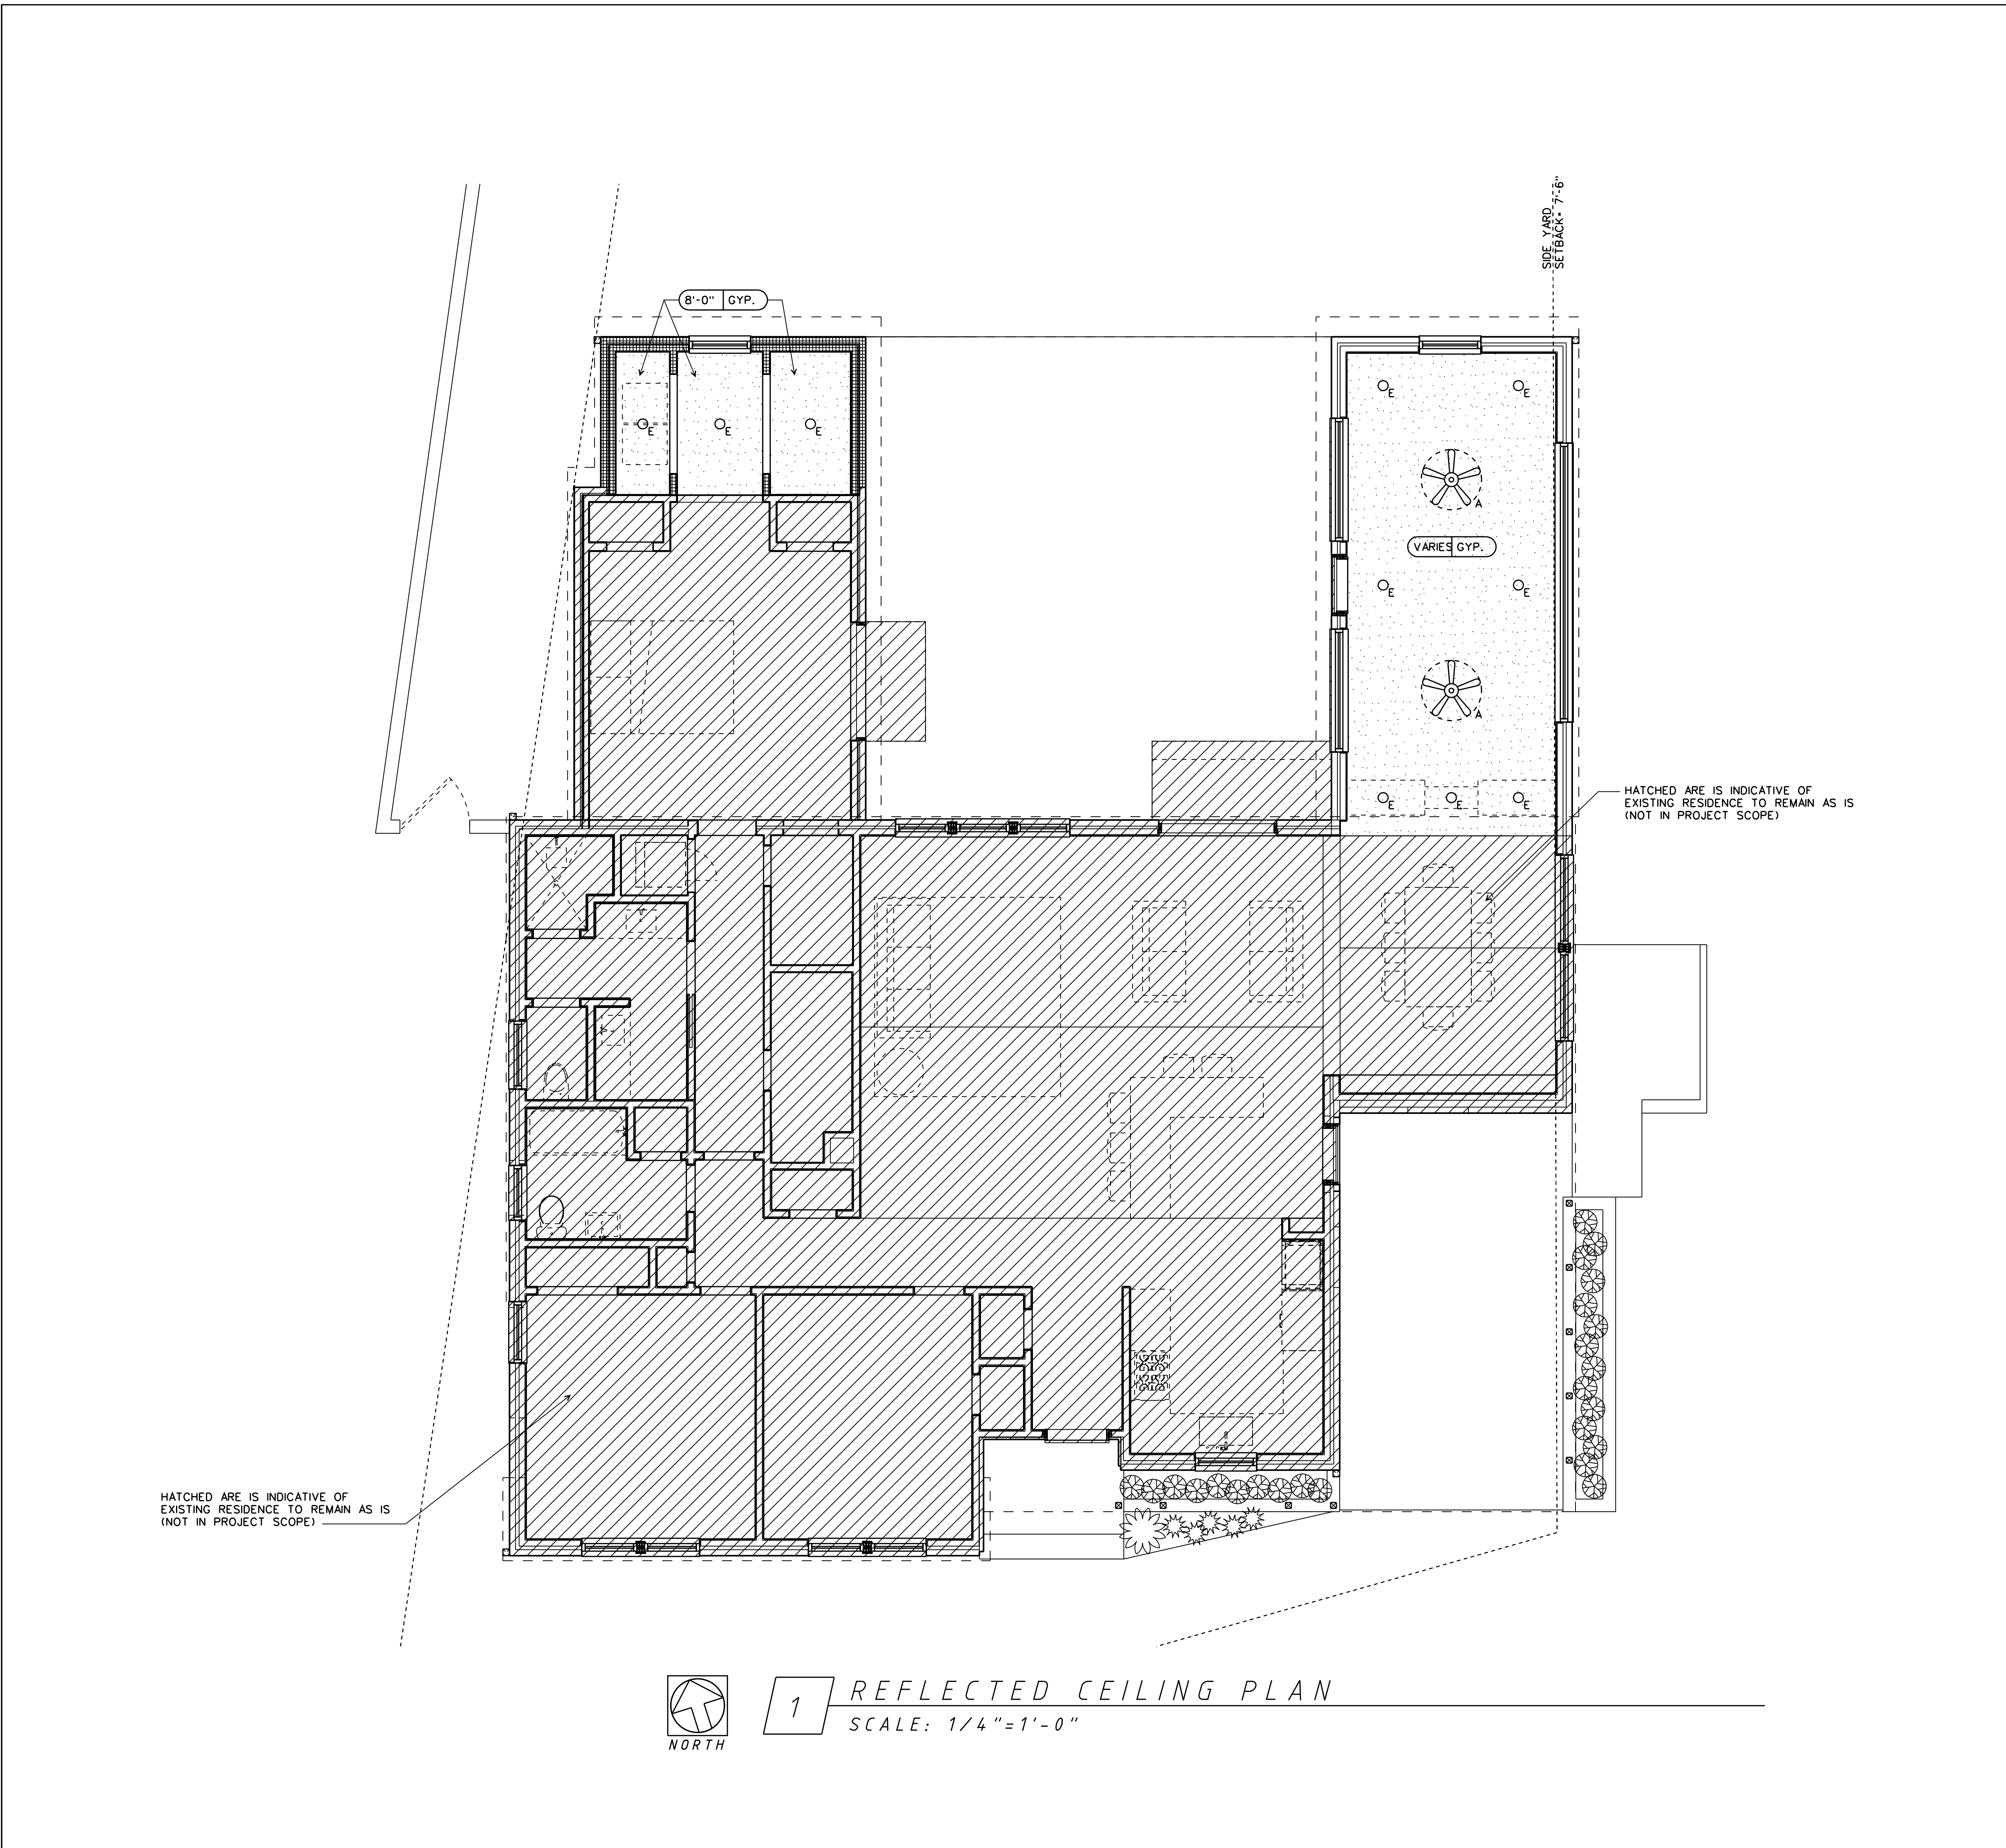 SIDE YARD
SETBACK= 7'-6"
8'-0" GYP.
E
E
E
E
E
A
VARIES GYP.
E
E
A
E
E
E
HATCHED ARE IS INDICATIVE OF
EXISTING RESIDENCE TO REMAIN AS IS
(NOT IN PROJECT SCOPE)
HATCHED ARE IS INDICATIVE OF
EXISTING RESIDENCE TO REMAIN AS IS
(NOT IN PROJECT SCOPE)
NORTH
1
REFLECTED CEILING PLAN
SCALE: 1/4"=1'-0"